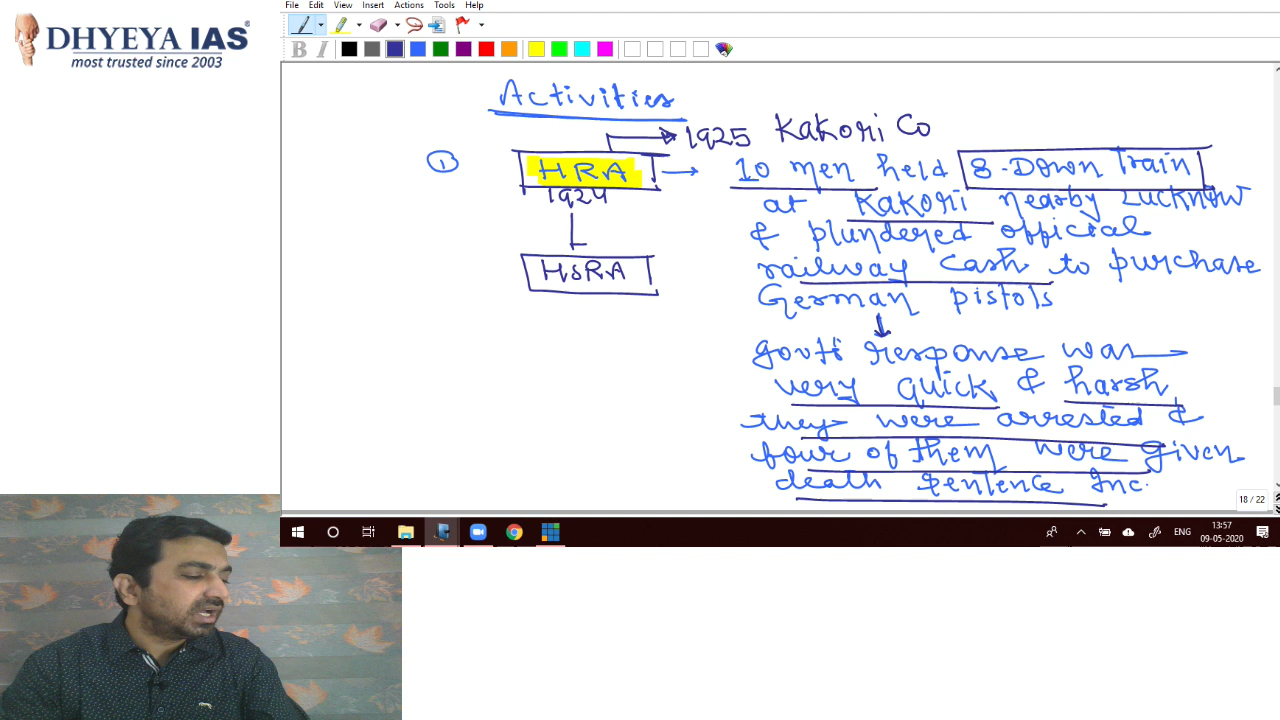 DHYEYA IAS
most trusted since 2003
File Edit View Insert Actions Tools Help
B I
Activities
1925 Kakori Co
① HRA → 10 men held 8-Down Train
1924
at Kakori nearby Lucknow
& plundered official
HSRA
railway cash to purchase
German pistols
Govt's response was
very quick & harsh
they were arrested &
four of them were given
death sentence Inc.
18 / 22
ENG
13:57
09-05-2020